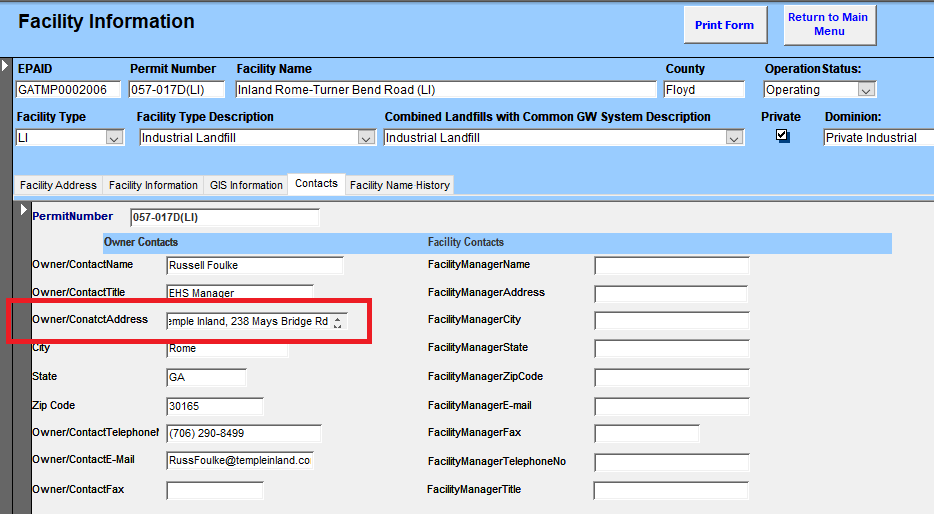 Facility Information
Print Form
Return to Main
Menu
EPAID Permit Number Facility Name County OperationStatus:
GATMP0002006 057-017D(LI) Inland Rome-Turner Bend Road (LI) Floyd Operating
Facility Type Facility Type Description Combined Landfills with Common GW System Description Private Dominion:
LI Industrial Landfill Industrial Landfill Private Industrial
Facility Address Facility Information GIS Information Contacts Facility Name History
PermitNumber 057-017D(LI)
Owner Contacts Facility Contacts
Owner/ContactName Russell Foulke FacilityManagerName
Owner/ContactTitle EHS Manager FacilityManagerAddress
Owner/ConatctAddress emple Inland, 238 Mays Bridge Rd FacilityManagerCity
City Rome FacilityManagerState
State GA FacilityManagerZipCode
Zip Code 30165 FacilityManagerE-mail
Owner/ContactTelephoneN (706) 290-8499 FacilityManagerFax
Owner/ContactE-Mail RussFoulke@templeinland.co FacilityManagerTelephoneNo
Owner/ContactFax FacilityManagerTitle